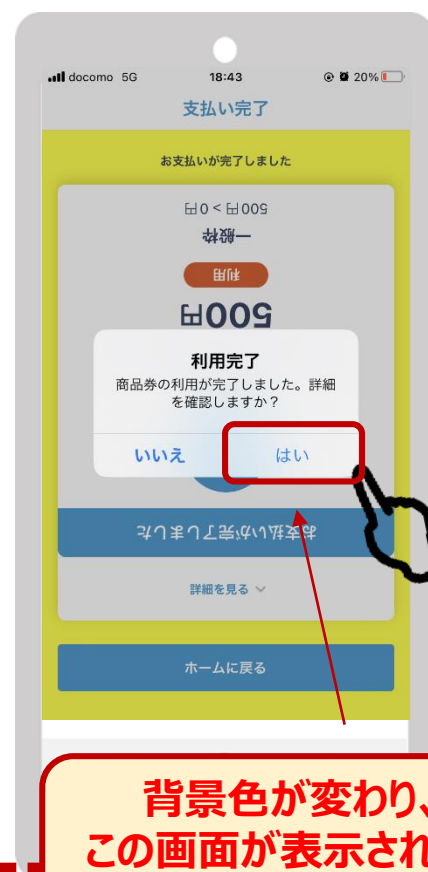 docomo 5G 18:43 20%
支払い完了
お支払いが完了しました
500円 > 0円
一般枠
利用
500円
利用完了
商品券の利用が完了しました。詳細
を確認しますか?
いいえ はい
お支払いが完了しました
詳細を見る
ホームに戻る
背景色が変わり、
この画面が表示され